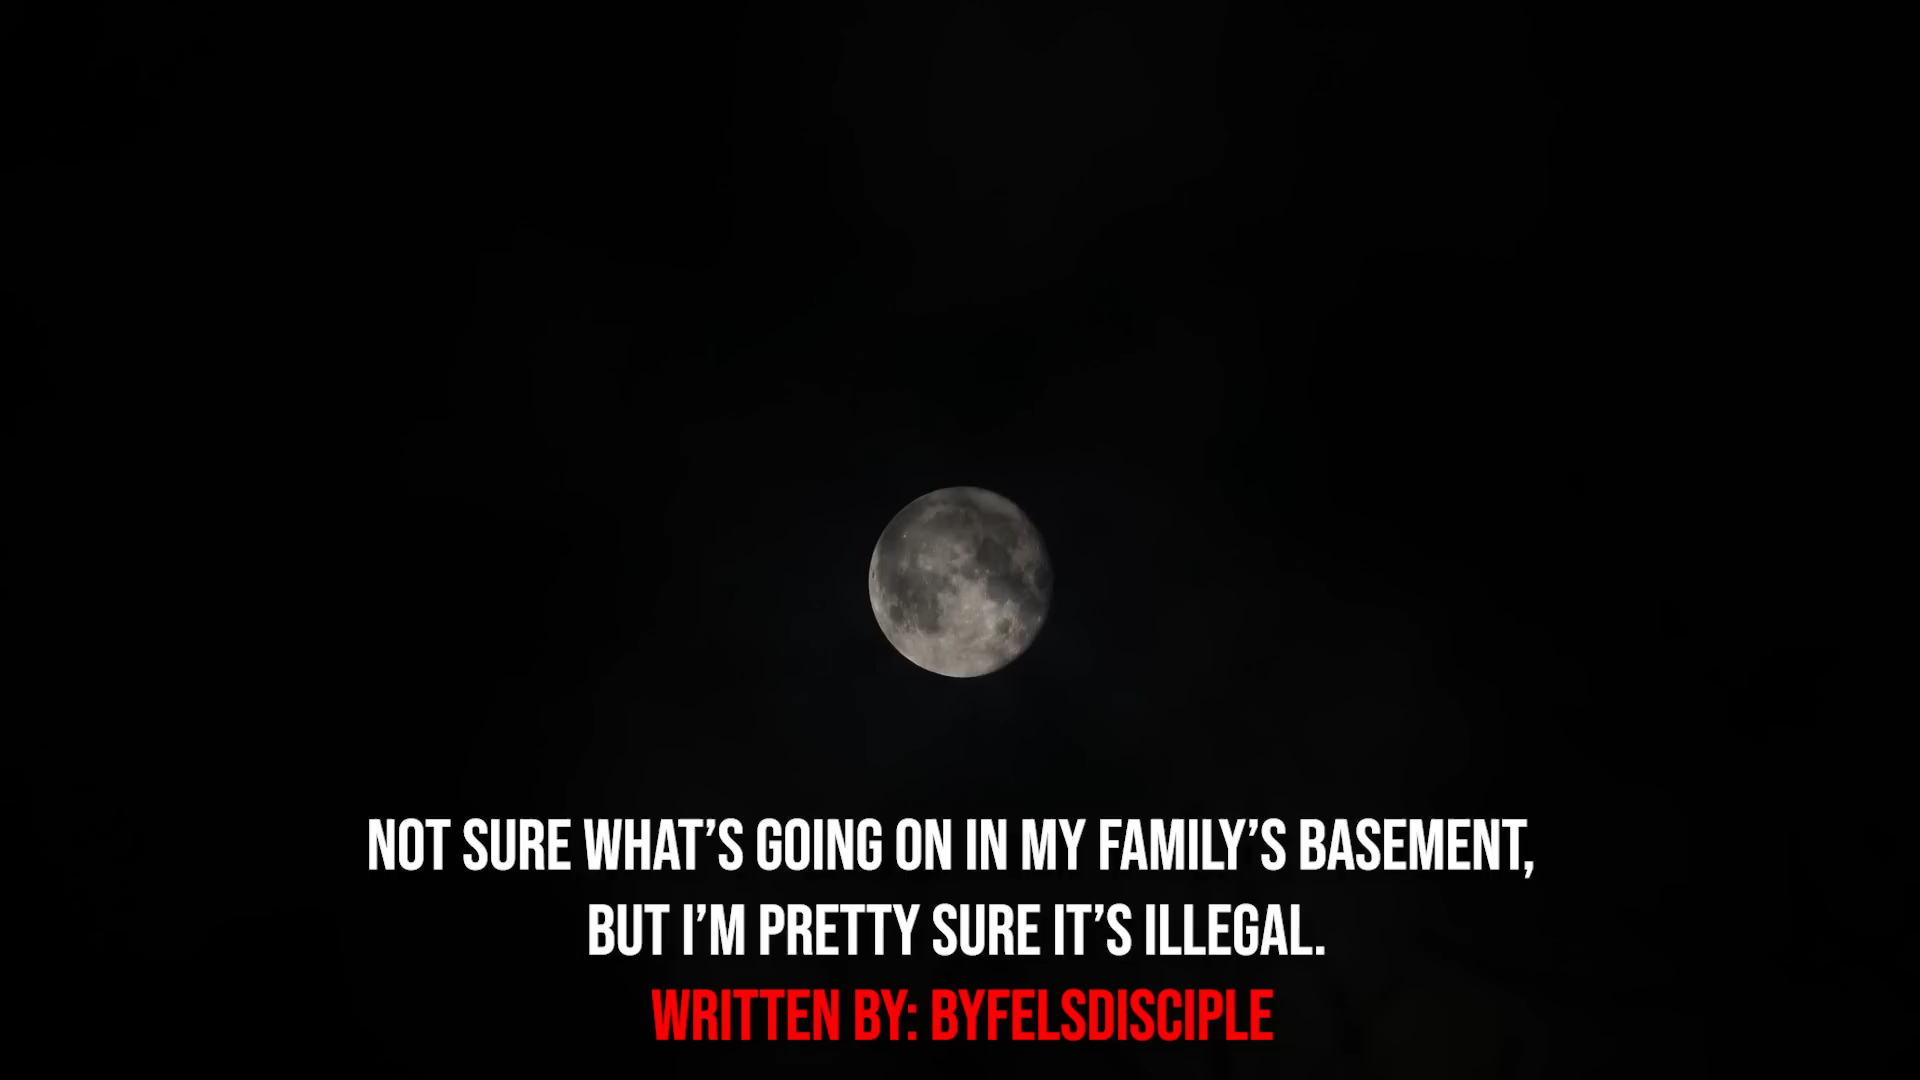 NOT SURE WHAT’S GOING ON IN MY FAMILY’S BASEMENT,
BUT I’M PRETTY SURE IT’S ILLEGAL.
WRITTEN BY: BYFELSDISCIPLE